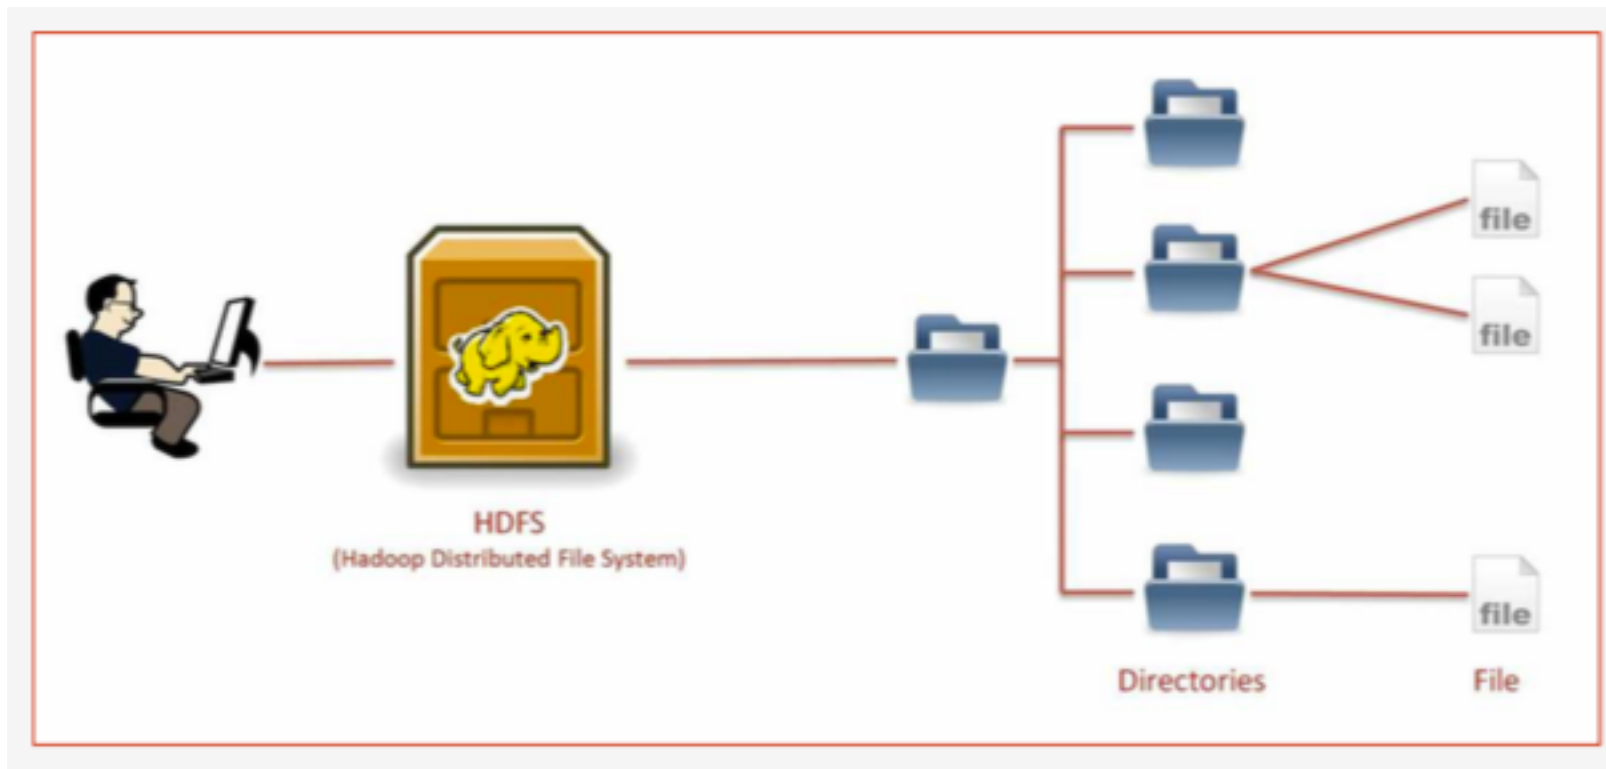 file
file
HDFS
(Hadoop Distributed File System)
file
Directories
File